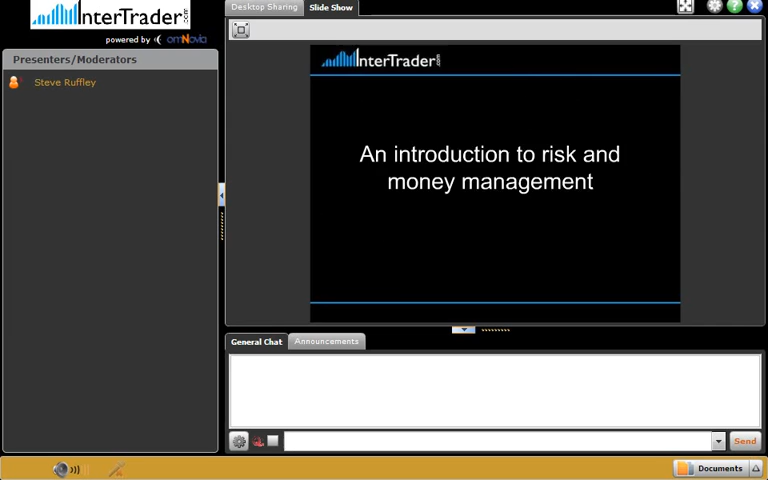 InterTrader.com
powered by omNovia
Presenters/Moderators
Steve Ruffley
Desktop Sharing
Slide Show
InterTrader.com
An introduction to risk and
money management
General Chat
Announcements
Send
Documents